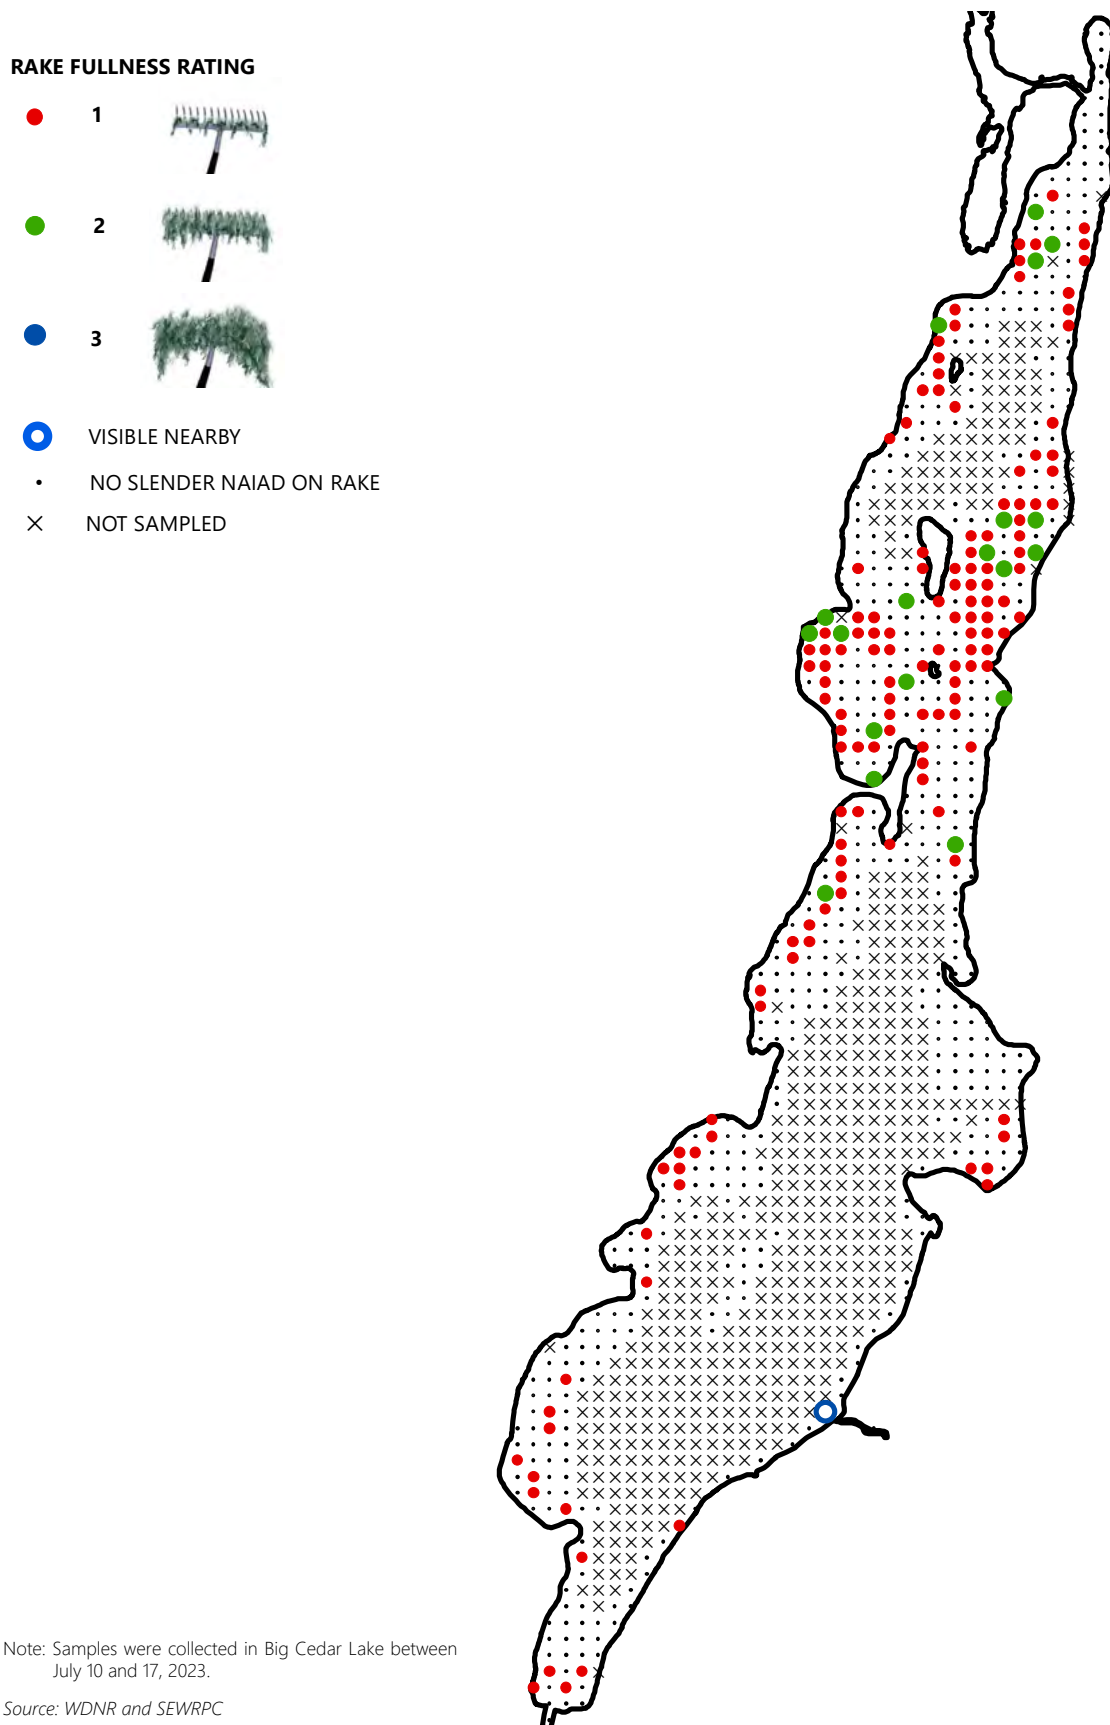 RAKE FULLNESS RATING
1
2
3
VISIBLE NEARBY
NO SLENDER NAIAD ON RAKE
NOT SAMPLED
Note: Samples were collected in Big Cedar Lake between
July 10 and 17, 2023.
Source: WDNR and SEWRPC